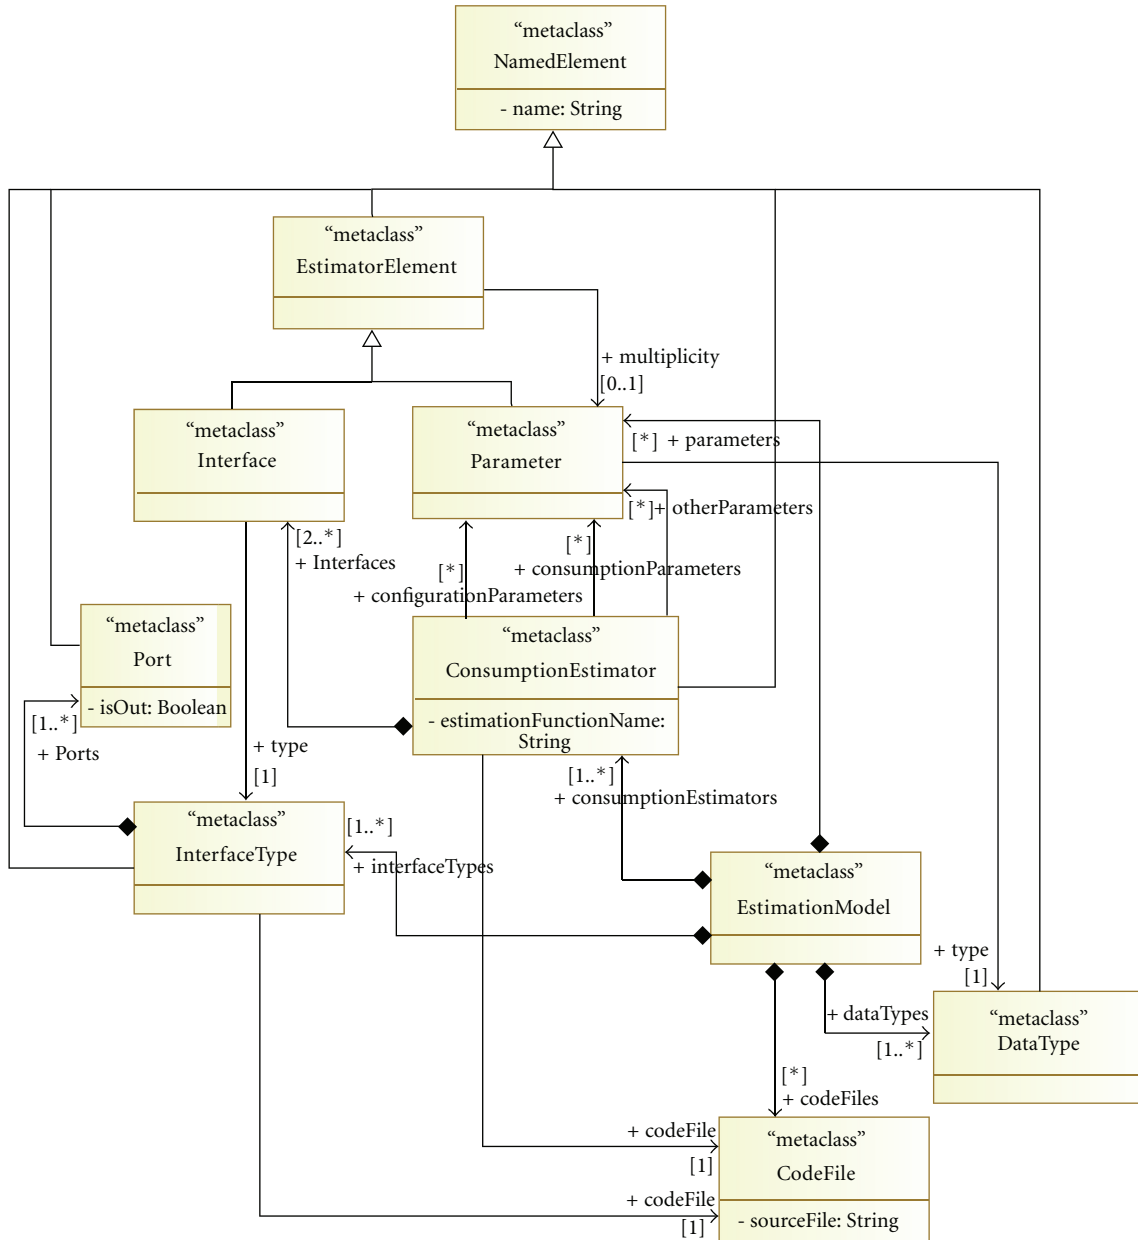 “metaclass”
NamedElement
- name: String
“metaclass”
EstimatorElement
+ multiplicity
[0..1]
“metaclass”
Interface
“metaclass”
Parameter
[*] + parameters
[*]+ otherParameters
[2..*]
+ Interfaces
[*]
+ consumptionParameters
[*]
+ configurationParameters
“metaclass”
Port
- isOut: Boolean
[1..*]
+ Ports
“metaclass”
ConsumptionEstimator
- estimationFunctionName:
String
+ type
[1]
[1..*]
+ consumptionEstimators
“metaclass”
InterfaceType
[1..*]
+ interfaceTypes
“metaclass”
EstimationModel
+ type
[1]
+ dataTypes
[1..*]
“metaclass”
DataType
[*]
+ codeFiles
+ codeFile
[1]
“metaclass”
CodeFile
- sourceFile: String
+ codeFile
[1]